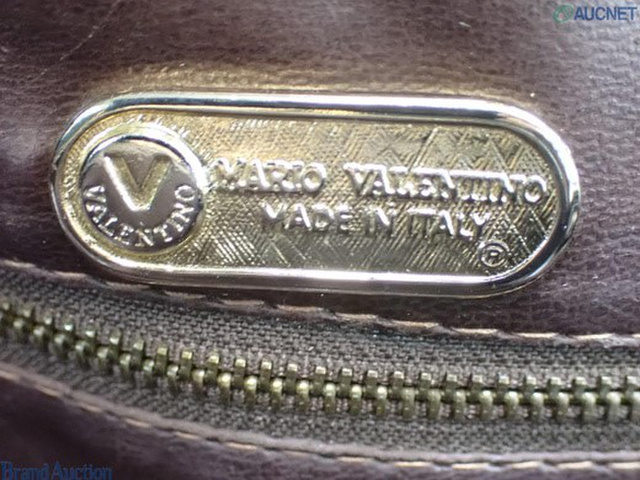 AUCNET
V
VALENTINO
MARIO VALENTINO
MADE IN ITALY
®
Brand Auction